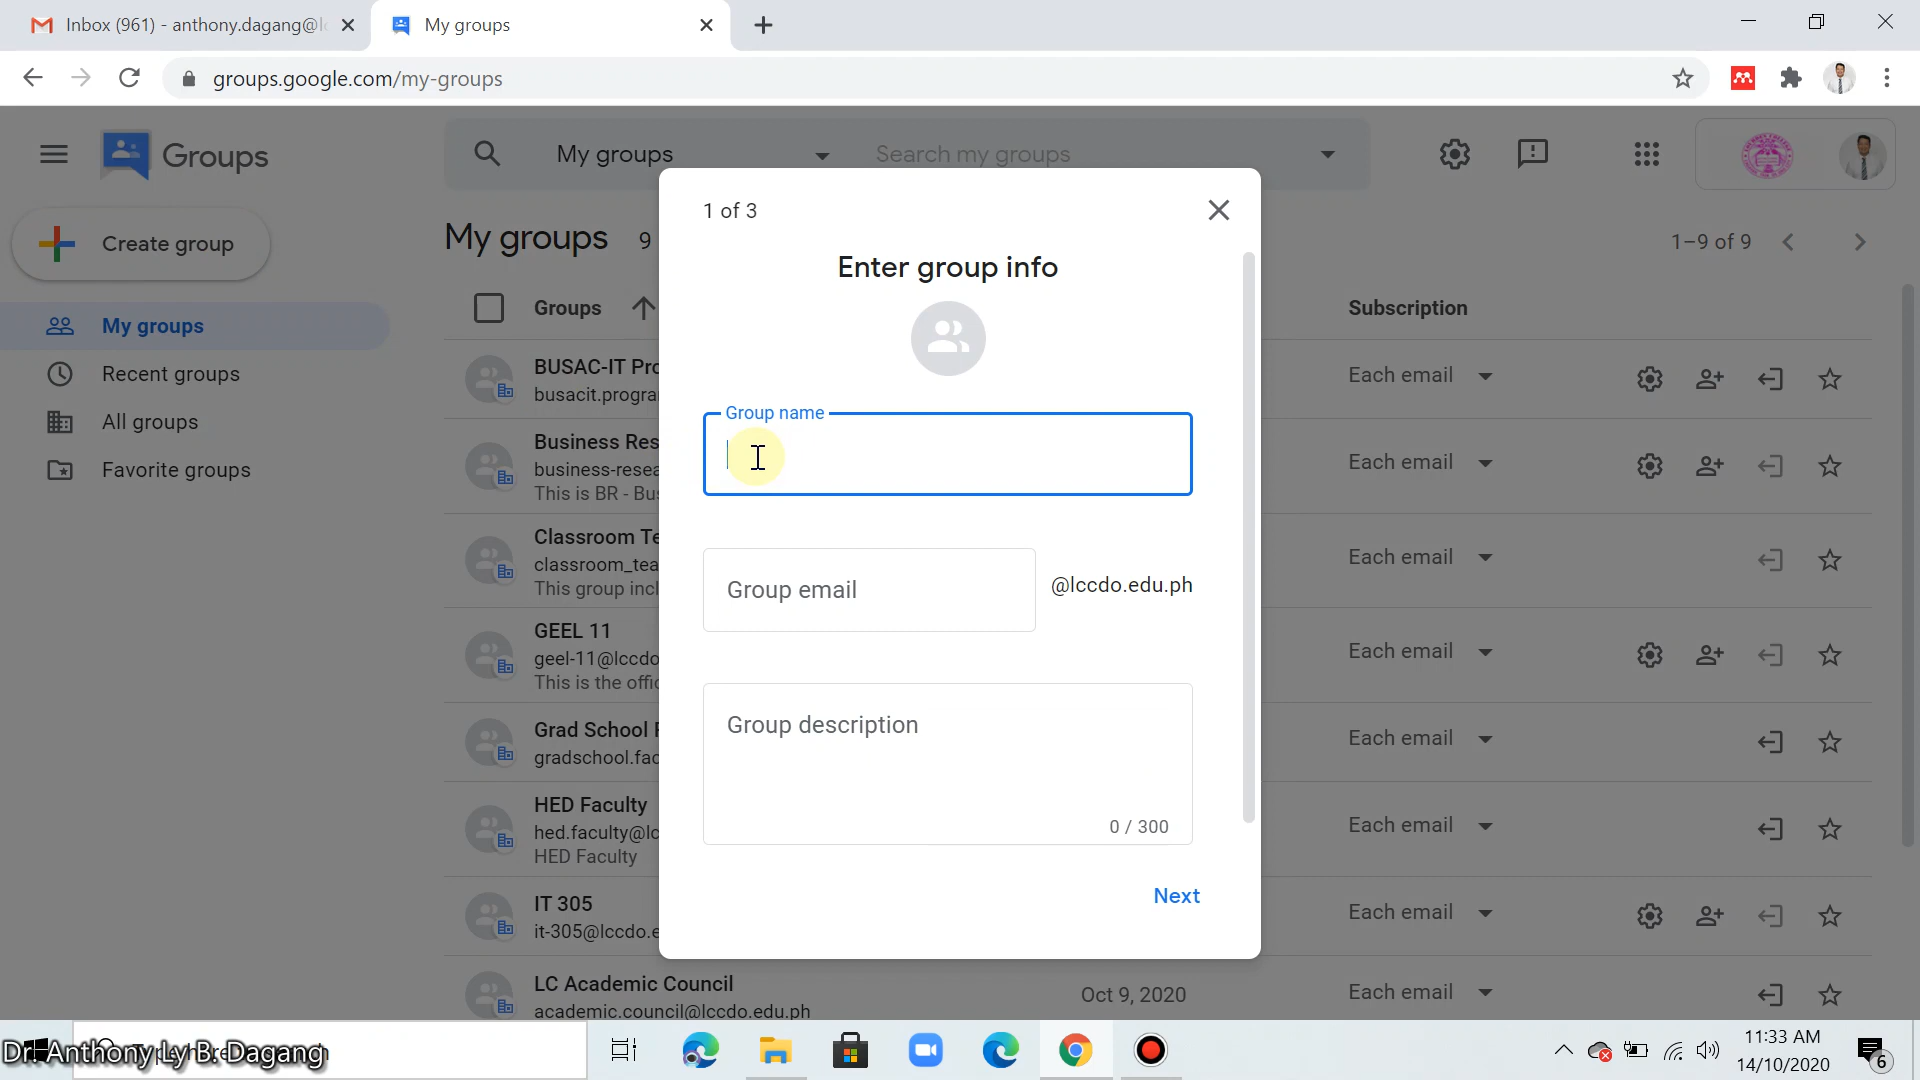 Inbox (961) - anthony.dagang@l
My groups
groups.google.com/my-groups
Groups
My groups
Search my groups
Create group
My groups
Recent groups
All groups
Favorite groups
My groups 9
1–9 of 9
Groups
Subscription
BUSAC-IT Pro
busacit.progra
Each email
Business Res
business-resea
This is BR - Bus
Each email
Classroom Te
classroom_tea
This group incl
Each email
GEEL 11
geel-11@lccdo
This is the offic
Each email
Grad School F
gradschool.fac
Each email
HED Faculty
hed.faculty@lc
HED Faculty
Each email
IT 305
it-305@lccdo.e
Each email
LC Academic Council
academic.council@lccdo.edu.ph
Oct 9, 2020
Each email
1 of 3
Enter group info
Group name
Group email
@lccdo.edu.ph
Group description
0 / 300
Next
Dr. Anthony Ly B. Dagang
11:33 AM
14/10/2020
6